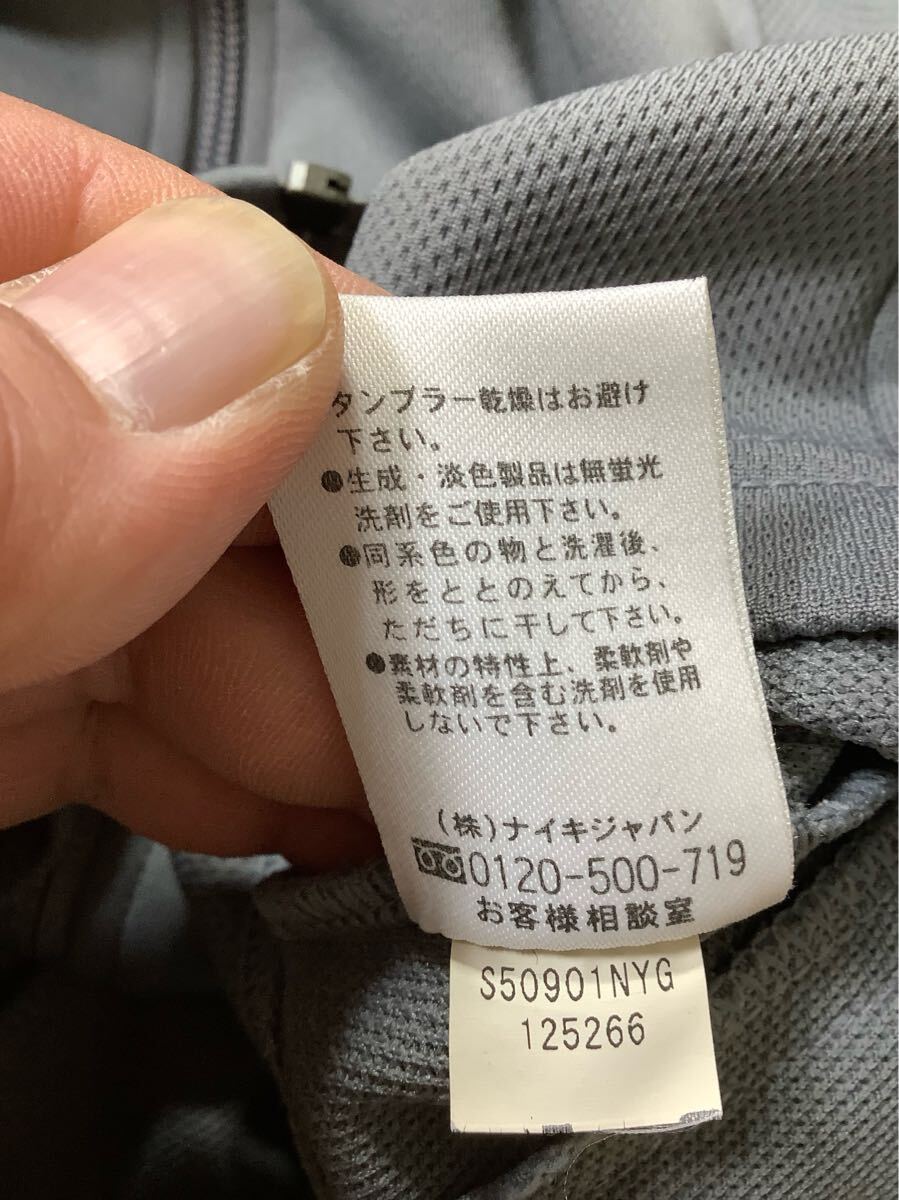 タンブラー乾燥はお避け
下さい。
●生成・淡色製品は無蛍光
洗剤をご使用下さい。
●同系色の物と洗濯後、
形をととのえてから、
ただちに干して下さい。
●素材の特性上、柔軟剤や
柔軟剤を含む洗剤を使用
しないで下さい。
(株)ナイキジャパン
0120-500-719
お客様相談室
S50901NYG
125266